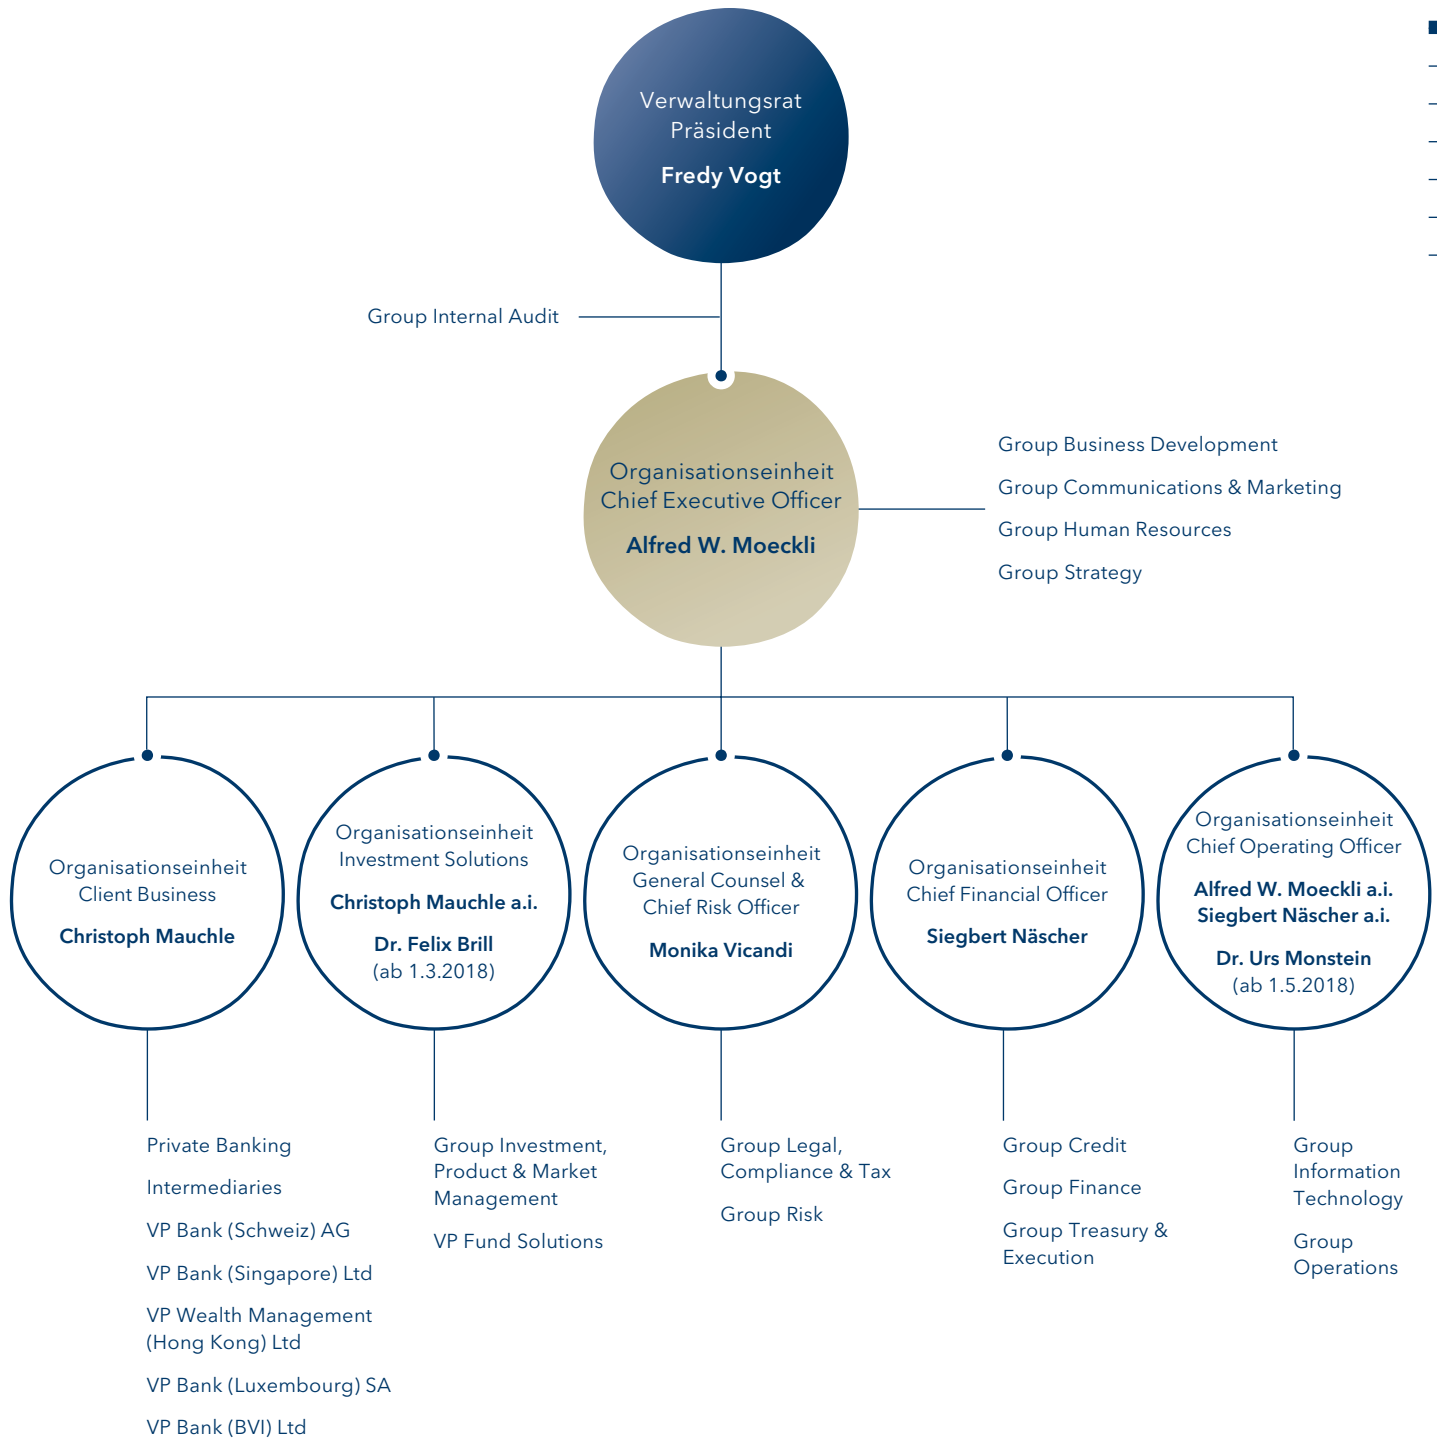 Verwaltungsrat
Präsident
Fredy Vogt
Group Internal Audit
Organisationseinheit
Chief Executive Officer
Alfred W. Moeckli
Group Business Development
Group Communications & Marketing
Group Human Resources
Group Strategy
Organisationseinheit
Client Business
Christoph Mauchle
Organisationseinheit
Investment Solutions
Christoph Mauchle a.i.
Dr. Felix Brill
(ab 1.3.2018)
Organisationseinheit
General Counsel &
Chief Risk Officer
Monika Vicandi
Organisationseinheit
Chief Financial Officer
Siegbert Näscher
Organisationseinheit
Chief Operating Officer
Alfred W. Moeckli a.i.
Siegbert Näscher a.i.
Dr. Urs Monstein
(ab 1.5.2018)
Private Banking
Intermediaries
VP Bank (Schweiz) AG
VP Bank (Singapore) Ltd
VP Wealth Management
(Hong Kong) Ltd
VP Bank (Luxembourg) SA
VP Bank (BVI) Ltd
Group Investment,
Product & Market
Management
VP Fund Solutions
Group Legal,
Compliance & Tax
Group Risk
Group Credit
Group Finance
Group Treasury &
Execution
Group
Information
Technology
Group
Operations